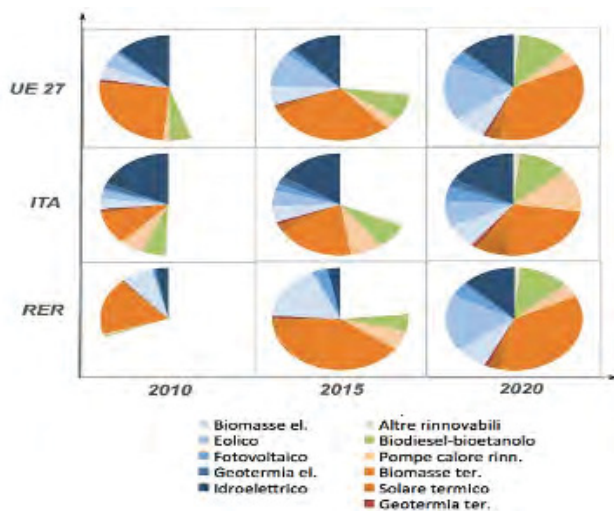 UE 27
ITA
RER
2010 2015 2020
Biomasse el. Altre rinnovabili
Eolico Biodiesel-bioetanolo
Fotovoltaico Pompe calore rinn.
Geotermia el. Biomasse ter.
Idroelettrico Solare termico
Geotermia ter.